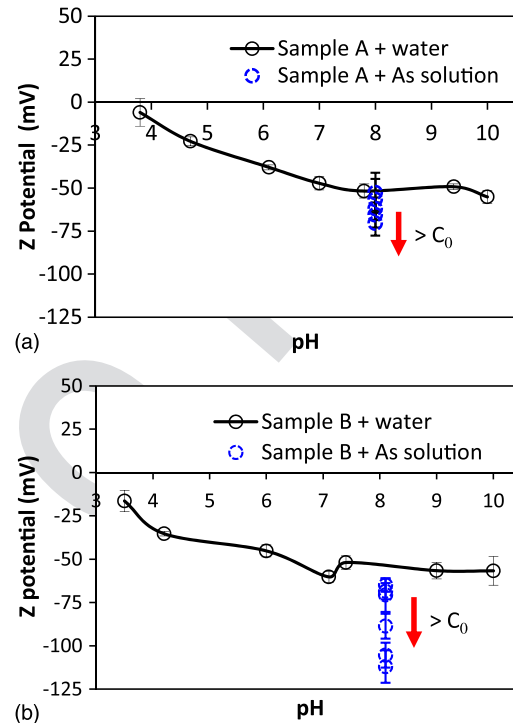 50
Sample A + water
25
Sample A + As solution
0
3 4 5 6 7 8 9 10
-25
-50
-75
> C₀
-100
-125
Z Potential (mV)
(a)
pH
50
Sample B + water
25
Sample B + As solution
0
3 4 5 6 7 8 9 10
-25
-50
-75
> C₀
-100
-125
Z potential (mV)
(b)
pH